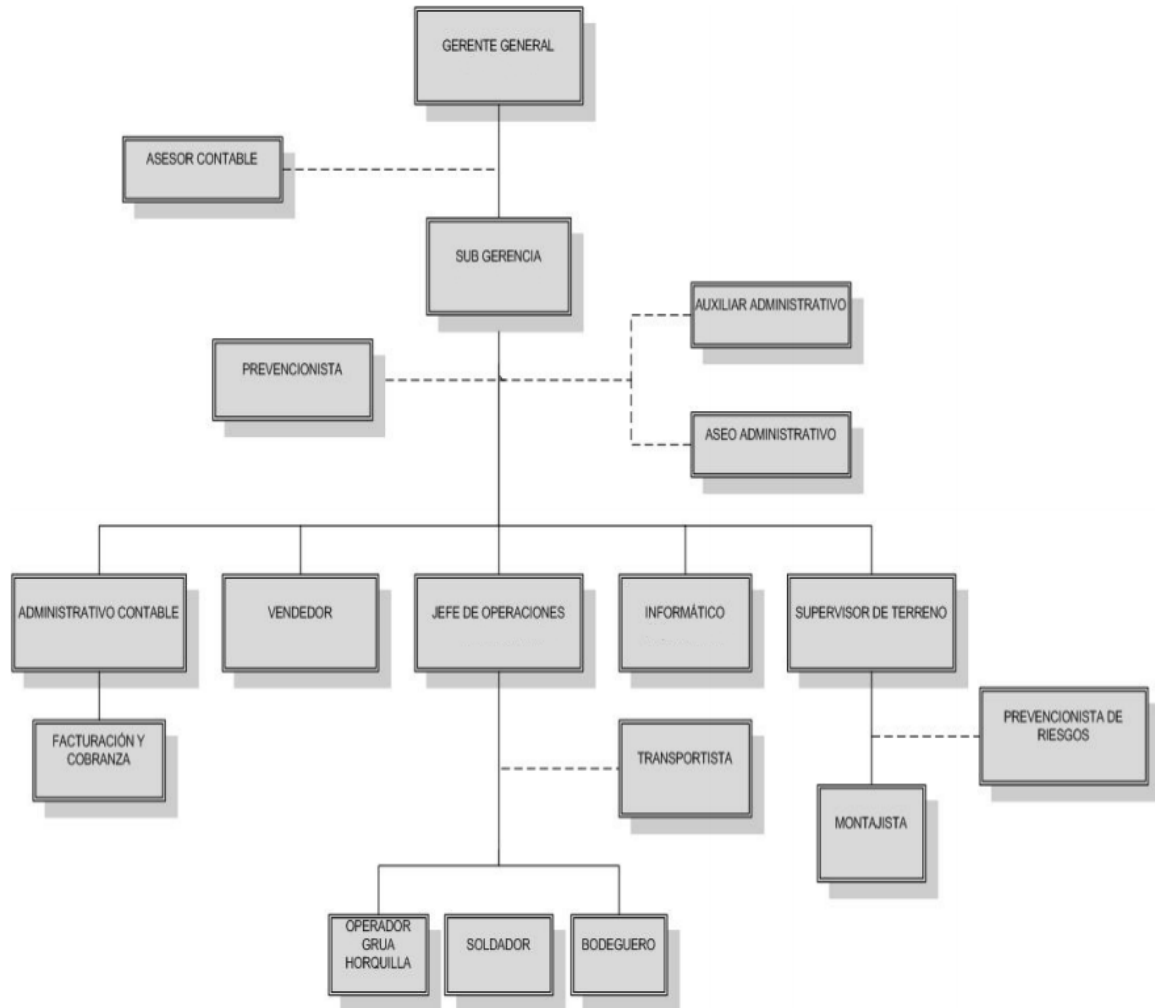 GERENTE GENERAL
ASESOR CONTABLE
SUB GERENCIA
AUXILIAR ADMINISTRATIVO
PREVENCIONISTA
ASEO ADMINISTRATIVO
ADMINISTRATIVO CONTABLE
VENDEDOR
JEFE DE OPERACIONES
INFORMÁTICO
SUPERVISOR DE TERRENO
FACTURACIÓN Y
COBRANZA
TRANSPORTISTA
PREVENCIONISTA DE
RIESGOS
MONTAJISTA
OPERADOR
GRUA
HORQUILLA
SOLDADOR
BODEGUERO